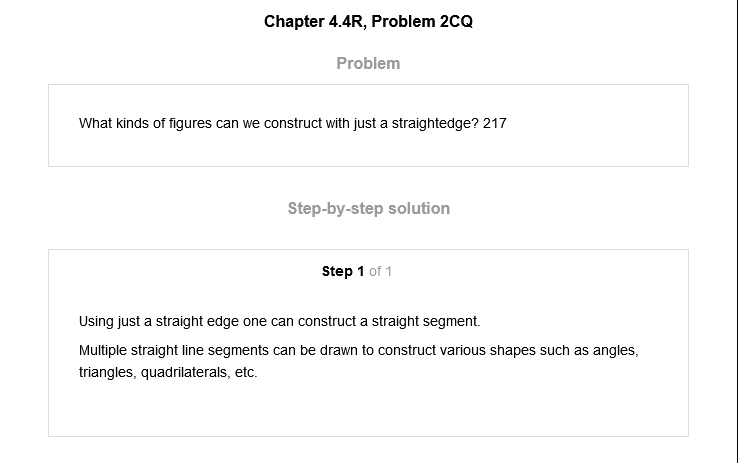 Chapter 4.4R, Problem 2CQ
Problem
What kinds of figures can we construct with just a straightedge? 217
Step-by-step solution
Step 1 of 1
Using just a straight edge one can construct a straight segment.
Multiple straight line segments can be drawn to construct various shapes such as angles,
triangles, quadrilaterals, etc.